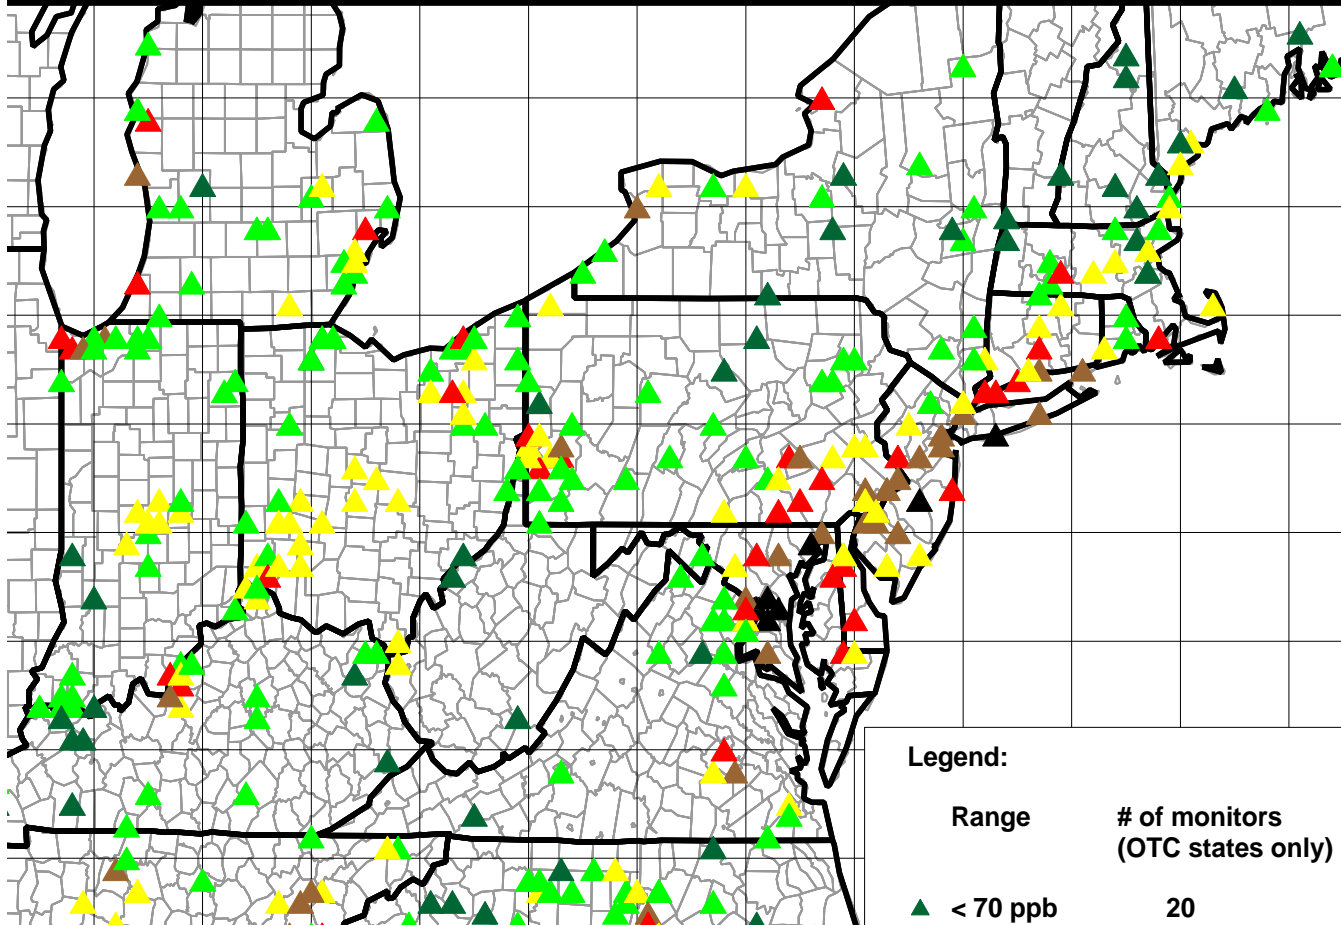 Legend:
Range # of monitors
(OTC states only)
< 70 ppb 20